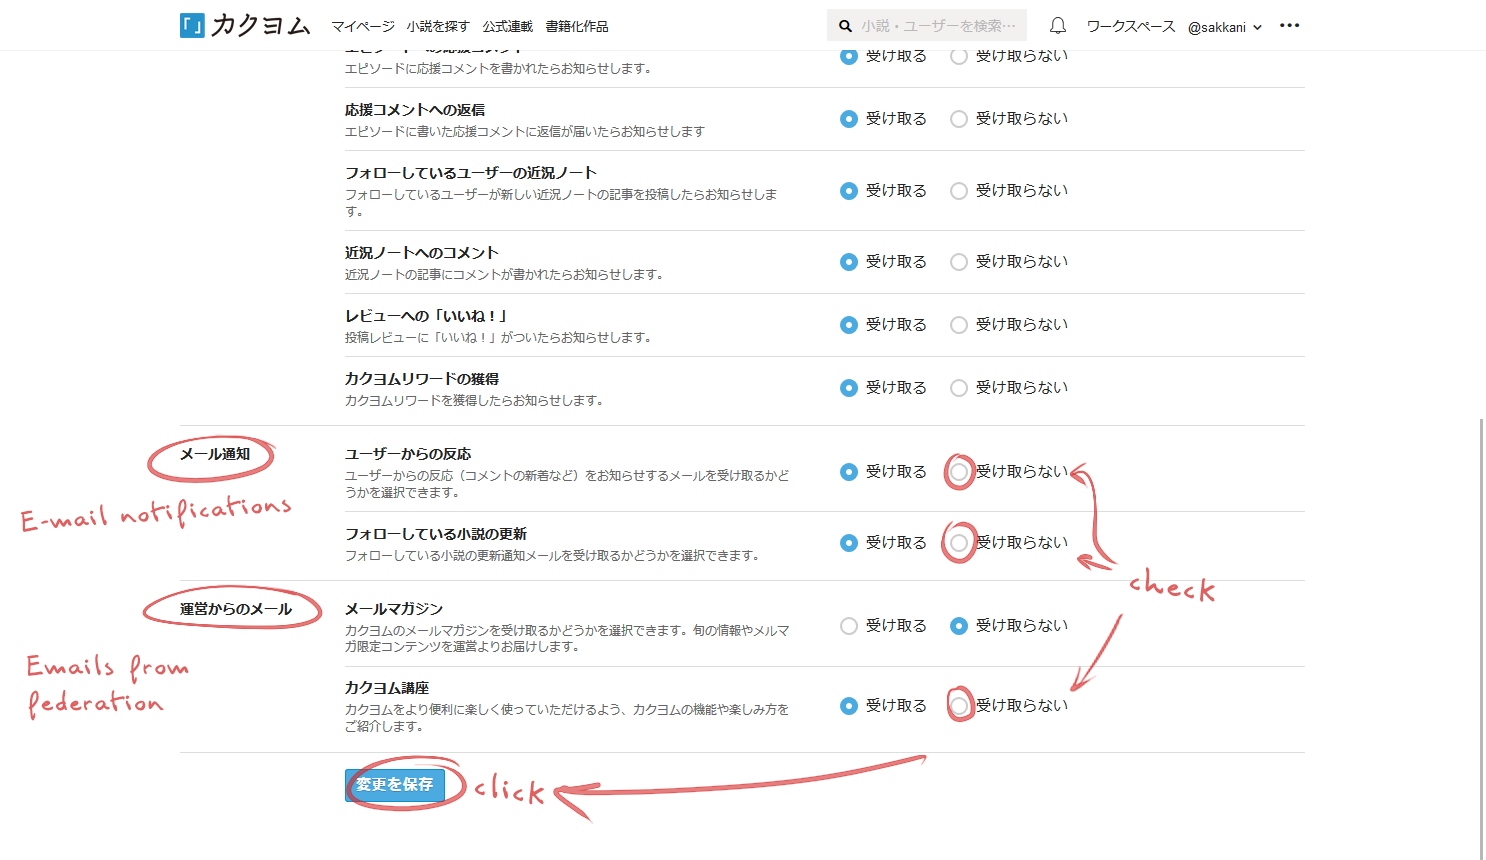 「」カクヨム マイページ 小説を探す 公式連載 書籍化作品 小説・ユーザーを検索… ワークスペース @sakkani •••
エピソードへの応援コメント
エピソードに応援コメントを書かれたらお知らせします。
受け取る 受け取らない
応援コメントへの返信
エピソードに書いた応援コメントに返信が届いたらお知らせします
受け取る 受け取らない
フォローしているユーザーの近況ノート
フォローしているユーザーが新しい近況ノートの記事を投稿したらお知らせしま
す。
受け取る 受け取らない
近況ノートへのコメント
近況ノートの記事にコメントが書かれたらお知らせします。
受け取る 受け取らない
レビューへの「いいね！」
投稿レビューに「いいね！」がついたらお知らせします。
受け取る 受け取らない
カクヨムリワードの獲得
カクヨムリワードを獲得したらお知らせします。
受け取る 受け取らない
メール通知
E-mail notifications
ユーザーからの反応
ユーザーからの反応（コメントの新着など）をお知らせするメールを受け取るかど
うかを選択できます。
受け取る 受け取らない
フォローしている小説の更新
フォローしている小説の更新通知メールを受け取るかどうかを選択できます。
受け取る 受け取らない
check
運営からのメール
Emails from
federation
メールマガジン
カクヨムのメールマガジンを受け取るかどうかを選択できます。旬の情報やメルマ
ガ限定コンテンツを運営よりお届けします。
受け取る 受け取らない
カクヨム講座
カクヨムをより便利に楽しく使っていただけるよう、カクヨムの機能や楽しみ方を
ご紹介します。
受け取る 受け取らない
変更を保存 click